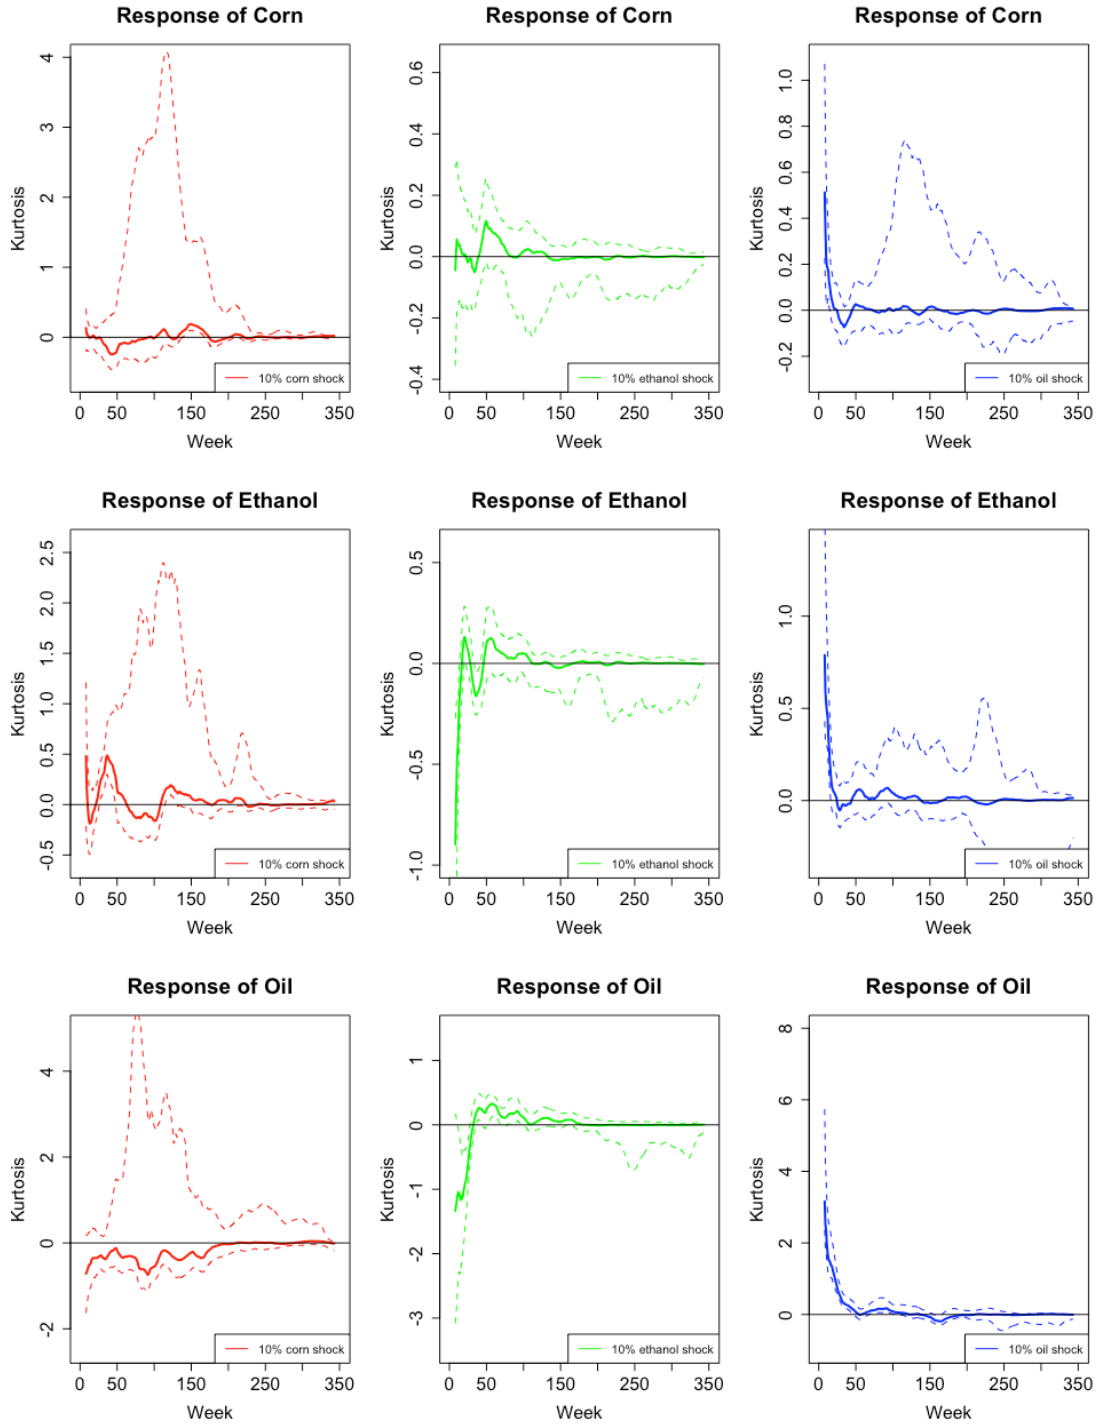 Response of Corn
Response of Corn
Response of Corn
Kurtosis
0 1 2 3 4
0 50 150 250 350
Week
10% corn shock
Kurtosis
-0.4 -0.2 0.0 0.2 0.4 0.6
0 50 150 250 350
Week
10% ethanol shock
Kurtosis
-0.2 0.0 0.2 0.4 0.6 0.8 1.0
0 50 150 250 350
Week
10% oil shock
Response of Ethanol
Response of Ethanol
Response of Ethanol
Kurtosis
-0.5 0.0 0.5 1.0 1.5 2.0 2.5
0 50 150 250 350
Week
10% corn shock
Kurtosis
-1.0 -0.5 0.0 0.5
0 50 150 250 350
Week
10% ethanol shock
Kurtosis
0.0 0.5 1.0
0 50 150 250 350
Week
10% oil shock
Response of Oil
Response of Oil
Response of Oil
Kurtosis
-2 0 2 4
0 50 150 250 350
Week
10% corn shock
Kurtosis
-3 -2 -1 0 1
0 50 150 250 350
Week
10% ethanol shock
Kurtosis
0 2 4 6 8
0 50 150 250 350
Week
10% oil shock